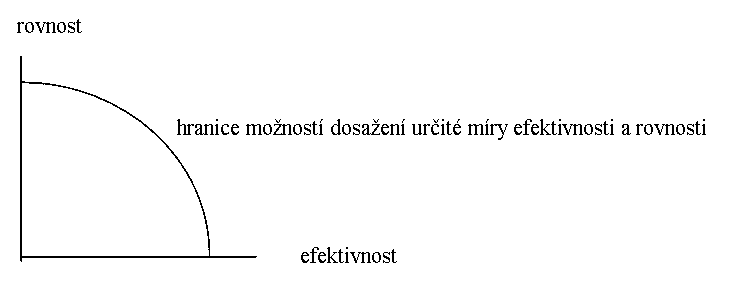 rovnost
hranice možností dosažení určité míry efektivnosti a rovnosti
efektivnost